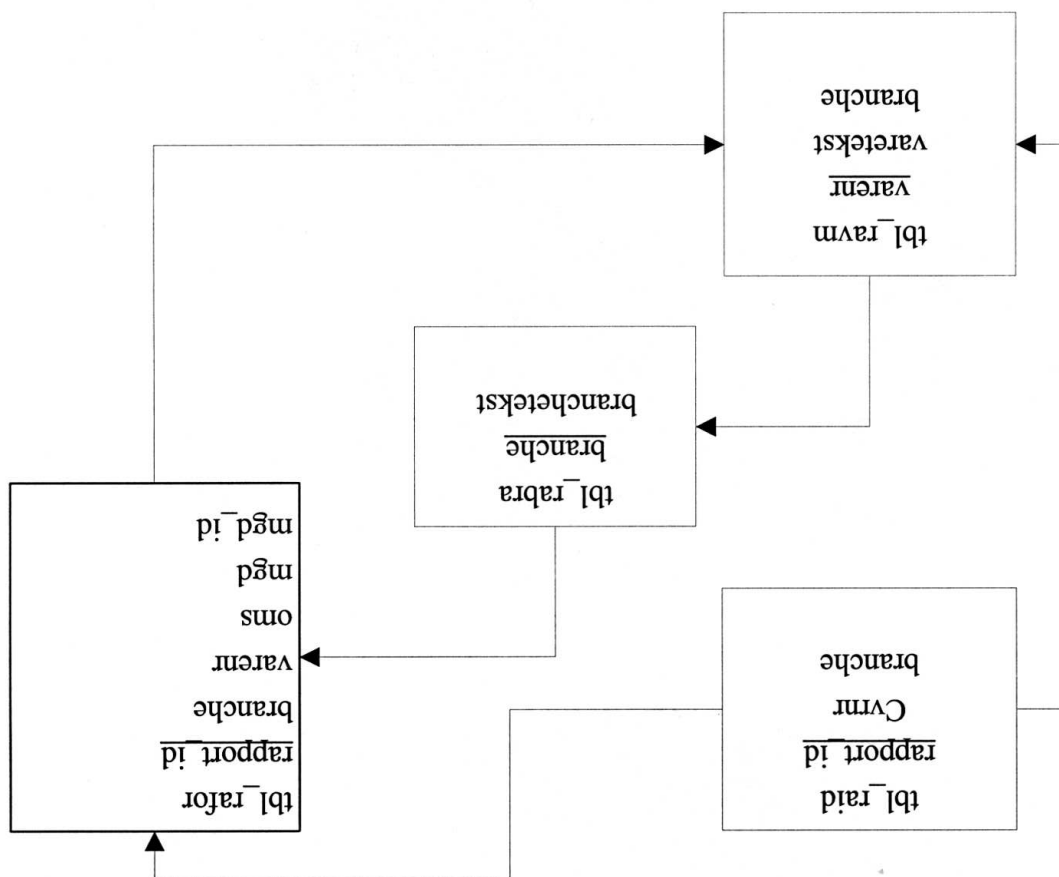 tbl_raid
rapport_id
Cvrnr
branche
tbl_rafor
rapport_id
branche
varenr
oms
mgd
mgd_id
tbl_rabra
branche
branchetekst
tbl_ravm
varenr
varetekst
branche